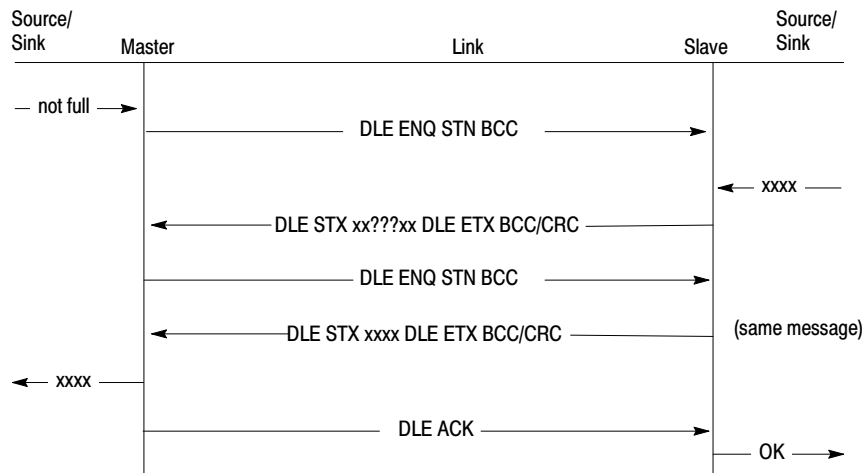 Source/
Sink
Master
Link
Slave
Source/
Sink
not full
DLE ENQ STN BCC
xxxx
DLE STX xx???xx DLE ETX BCC/CRC
DLE ENQ STN BCC
DLE STX xxxx DLE ETX BCC/CRC
(same message)
xxxx
DLE ACK
OK